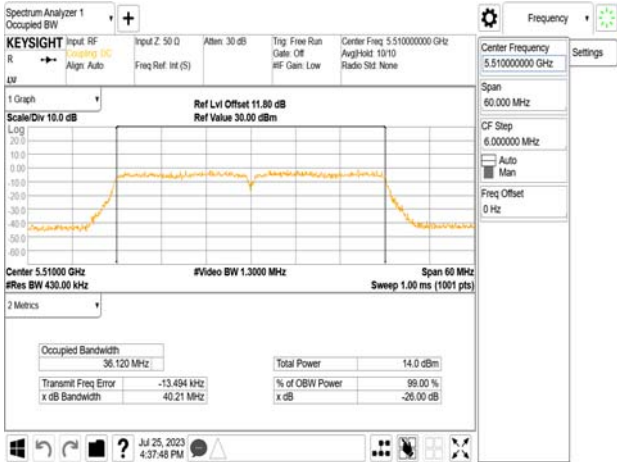 Spectrum Analyzer 1
Occupied BW
Frequency
KEYSIGHT
Input: RF
Coupling: DC
Align: Auto
Input Z: 50 Ω
Freq Ref: Int (S)
Atten: 30 dB
Trig: Free Run
Gate: Off
#IF Gain: Low
Center Freq: 5.510000000 GHz
Avg|Hold: 10/10
Radio Std: None
R
LV
1 Graph
Scale/Div 10.0 dB
Ref Lvl Offset 11.80 dB
Ref Value 30.00 dBm
Log
20.0
10.0
0.00
-10.0
-20.0
-30.0
-40.0
-50.0
-60.0
Center 5.51000 GHz
#Res BW 430.00 kHz
#Video BW 1.3000 MHz
Span 60 MHz
Sweep 1.00 ms (1001 pts)
2 Metrics
Occupied Bandwidth
36.120 MHz
Transmit Freq Error
-13.494 kHz
x dB Bandwidth
40.21 MHz
Total Power
14.0 dBm
% of OBW Power
99.00 %
x dB
-26.00 dB
Jul 25, 2023
4:37:48 PM
Center Frequency
5.510000000 GHz
Settings
Span
60.000 MHz
CF Step
6.000000 MHz
Auto
Man
Freq Offset
0 Hz